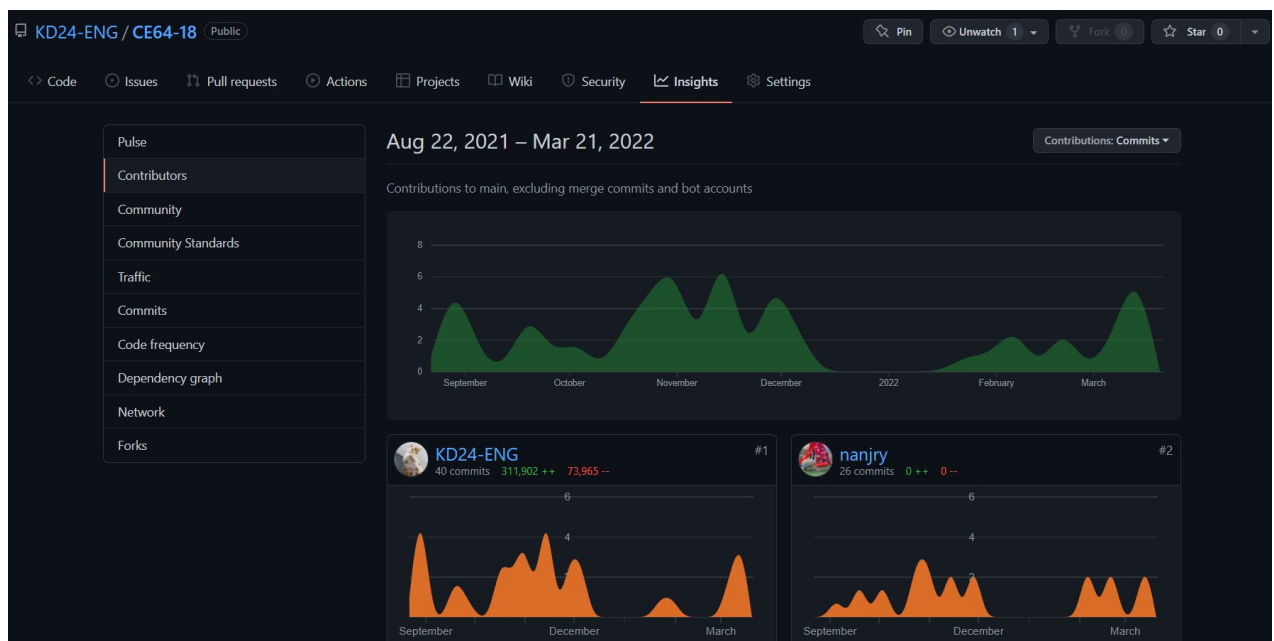 KD24-ENG / CE64-18 Public
Pin
Unwatch 1
Fork 0
Star 0
Code
Issues
Pull requests
Actions
Projects
Wiki
Security
Insights
Settings
Pulse
Contributors
Community
Community Standards
Traffic
Commits
Code frequency
Dependency graph
Network
Forks
Aug 22, 2021 – Mar 21, 2022
Contributions: Commits
Contributions to main, excluding merge commits and bot accounts
8
6
4
2
0
September October November December 2022 February March
KD24-ENG #1
40 commits 311,902 ++ 73,965 --
6
4
September December March
nanjry #2
26 commits 0 ++ 0 --
6
4
2
September December March